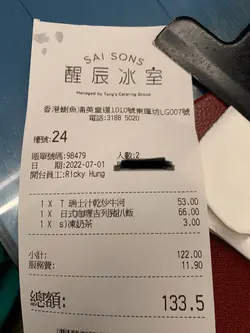 SAI SONS
醒辰冰室
Managed by Tang's Catering Group
香港鰂魚涌英皇道1010號東匯坊LG007號
電話:3188 5020
檯號:24
賬單號碼:98479
人數:2
日　期:2022-07-01
開台員工:Ricky Hung
1 X T 瑞士汁乾炒牛河 53.00
1 X 日式咖喱吉列豬扒飯 66.00
1 X s)凍奶茶 3.00
小計: 122.00
服務費: 11.90
總額: 133.5